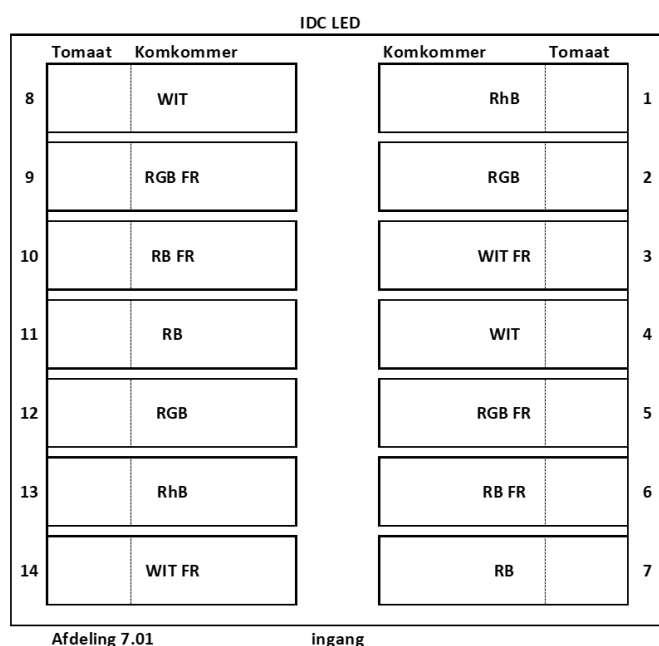 IDC LED
Tomaat Komkommer Komkommer Tomaat
8 WIT RhB 1
9 RGB FR RGB 2
10 RB FR WIT FR 3
11 RB WIT 4
12 RGB RGB FR 5
13 RhB RB FR 6
14 WIT FR RB 7
Afdeling 7.01 ingang